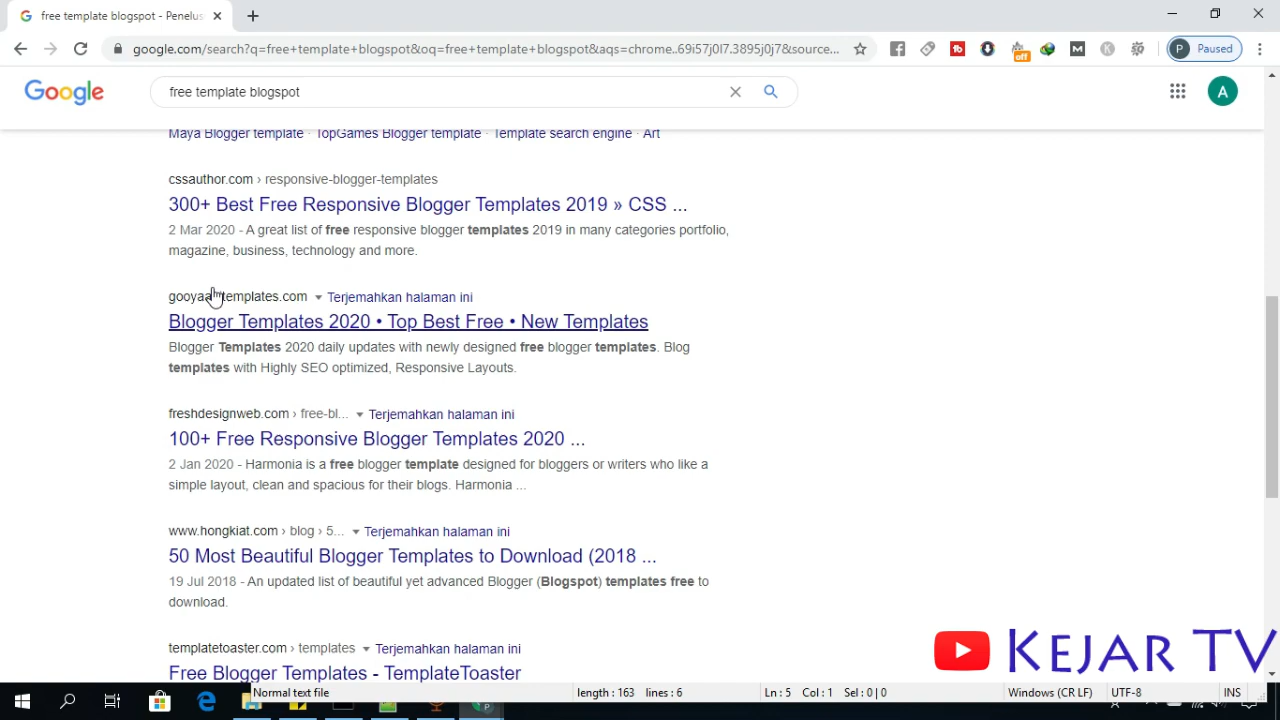 free template blogspot - Penelus
google.com/search?q=free+template+blogspot&oq=free+template+blogspot&aqs=chrome..69i57j0l7.3895j0j7&source...
off
M
K
P Paused
Google
free template blogspot
A
Maya Blogger template · TopGames Blogger template · Template search engine · Art
cssauthor.com › responsive-blogger-templates
300+ Best Free Responsive Blogger Templates 2019 » CSS ...
2 Mar 2020 - A great list of free responsive blogger templates 2019 in many categories portfolio,
magazine, business, technology and more.
templates.com Terjemahkan halaman ini
Blogger Templates 2020 • Top Best Free • New Templates
Blogger Templates 2020 daily updates with newly designed free blogger templates. Blog
templates with Highly SEO optimized, Responsive Layouts.
freshdesignweb.com › free-bl... Terjemahkan halaman ini
100+ Free Responsive Blogger Templates 2020 ...
2 Jan 2020 - Harmonia is a free blogger template designed for bloggers or writers who like a
simple layout, clean and spacious for their blogs. Harmonia ...
www.hongkiat.com › blog › 5... Terjemahkan halaman ini
50 Most Beautiful Blogger Templates to Download (2018 ...
19 Jul 2018 - An updated list of beautiful yet advanced Blogger (Blogspot) templates free to
download.
templatetoaster.com › templates Terjemahkan halaman ini
Free Blogger Templates - TemplateToaster
KEJAR TV
Normal text file length : 163 lines : 6 Ln : 5 Col : 1 Sel : 0 | 0 Windows (CR LF) UTF-8 INS